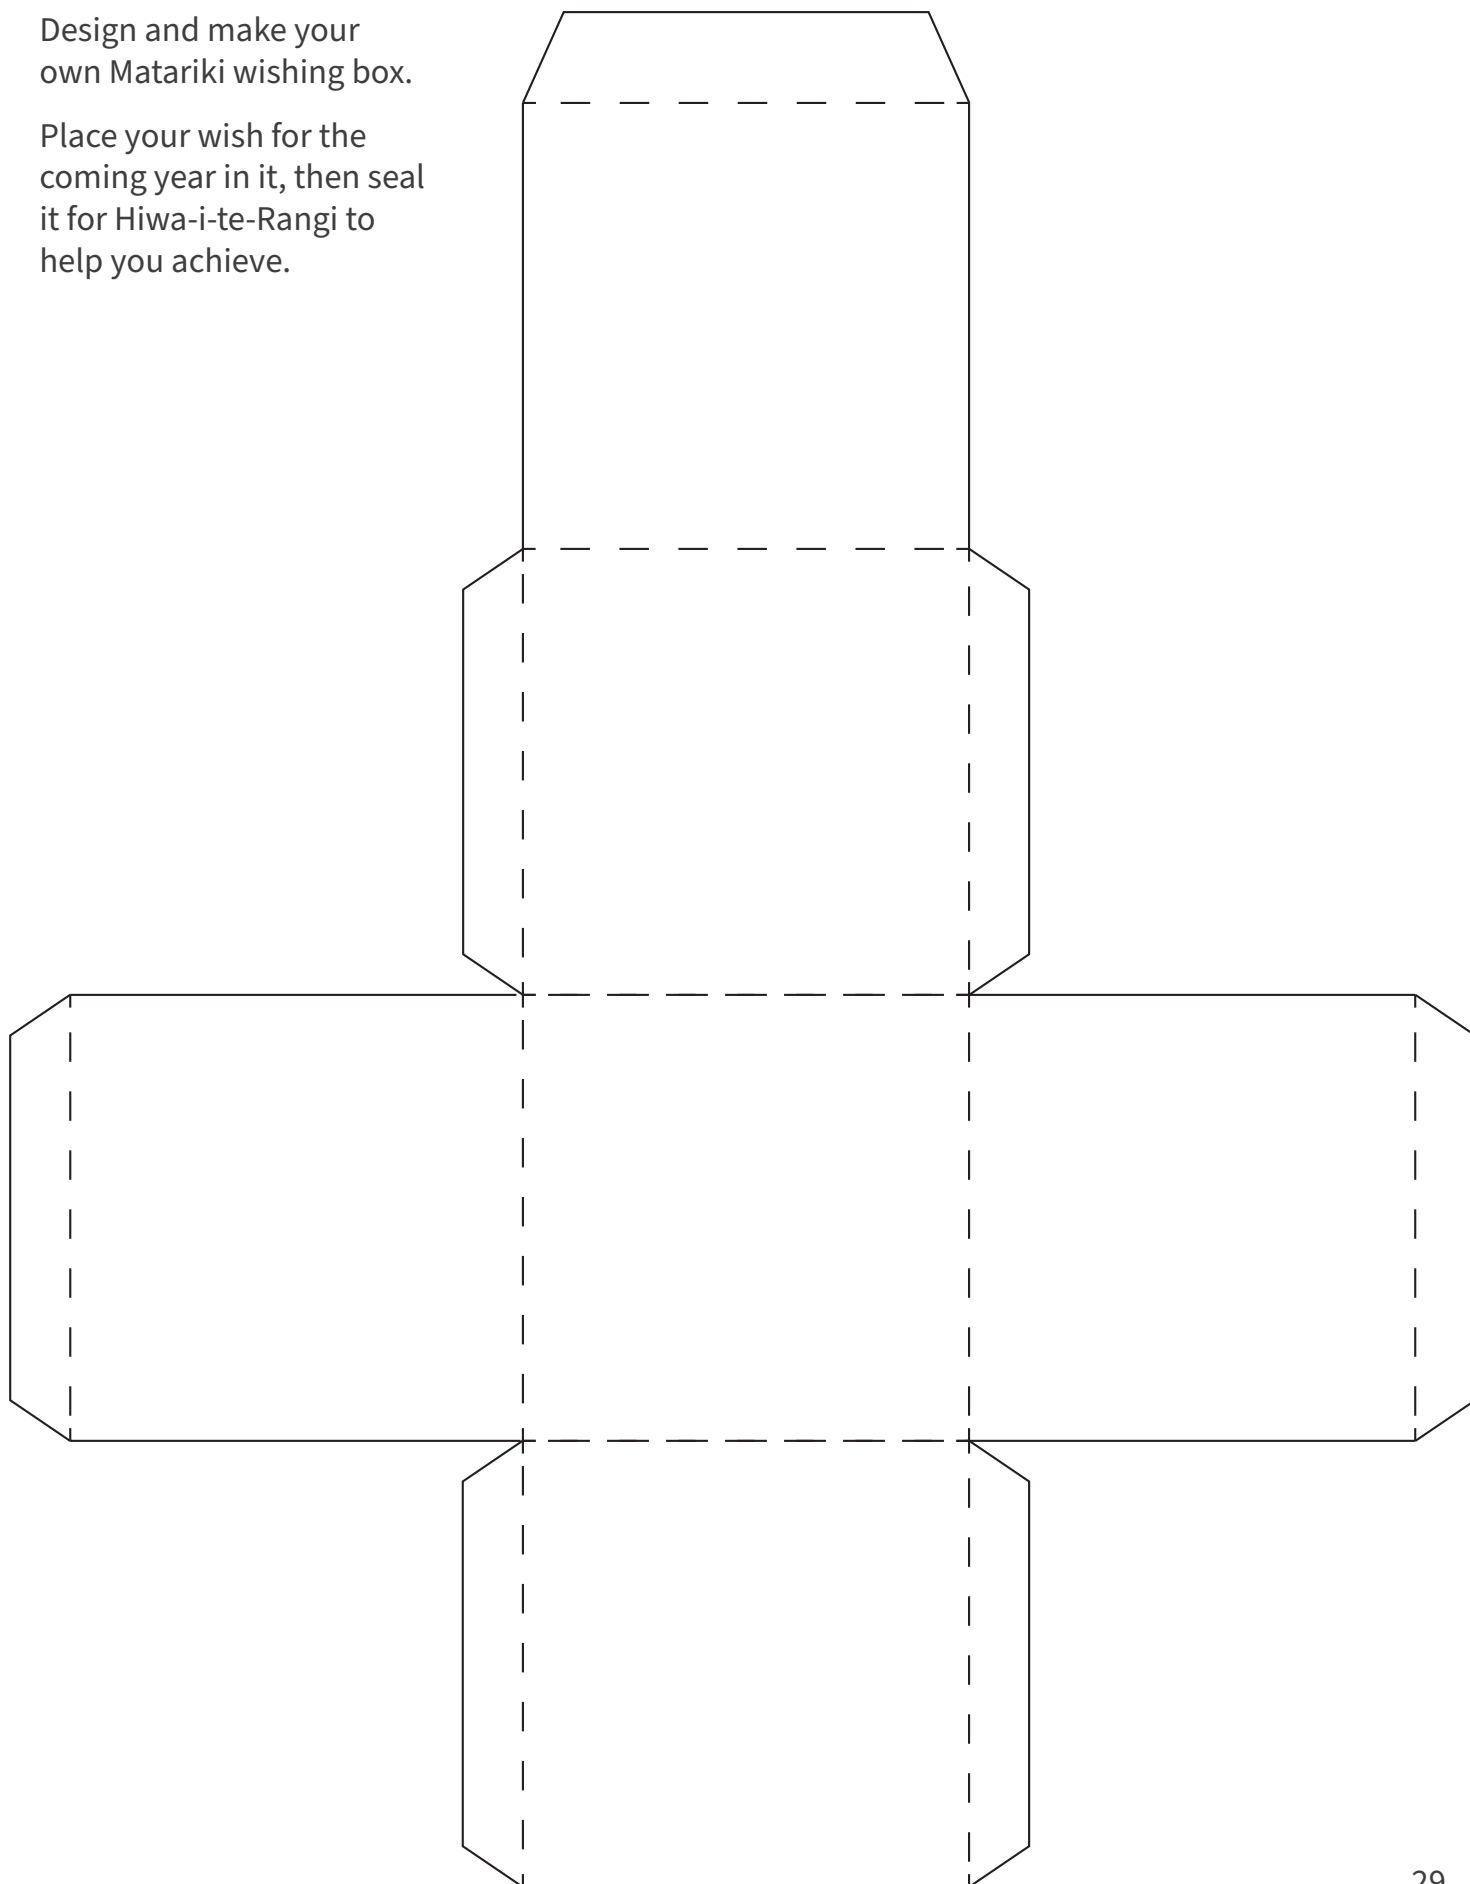 Design and make your
own Matariki wishing box.
Place your wish for the
coming year in it, then seal
it for Hiwa-i-te-Rangi to
help you achieve.
29